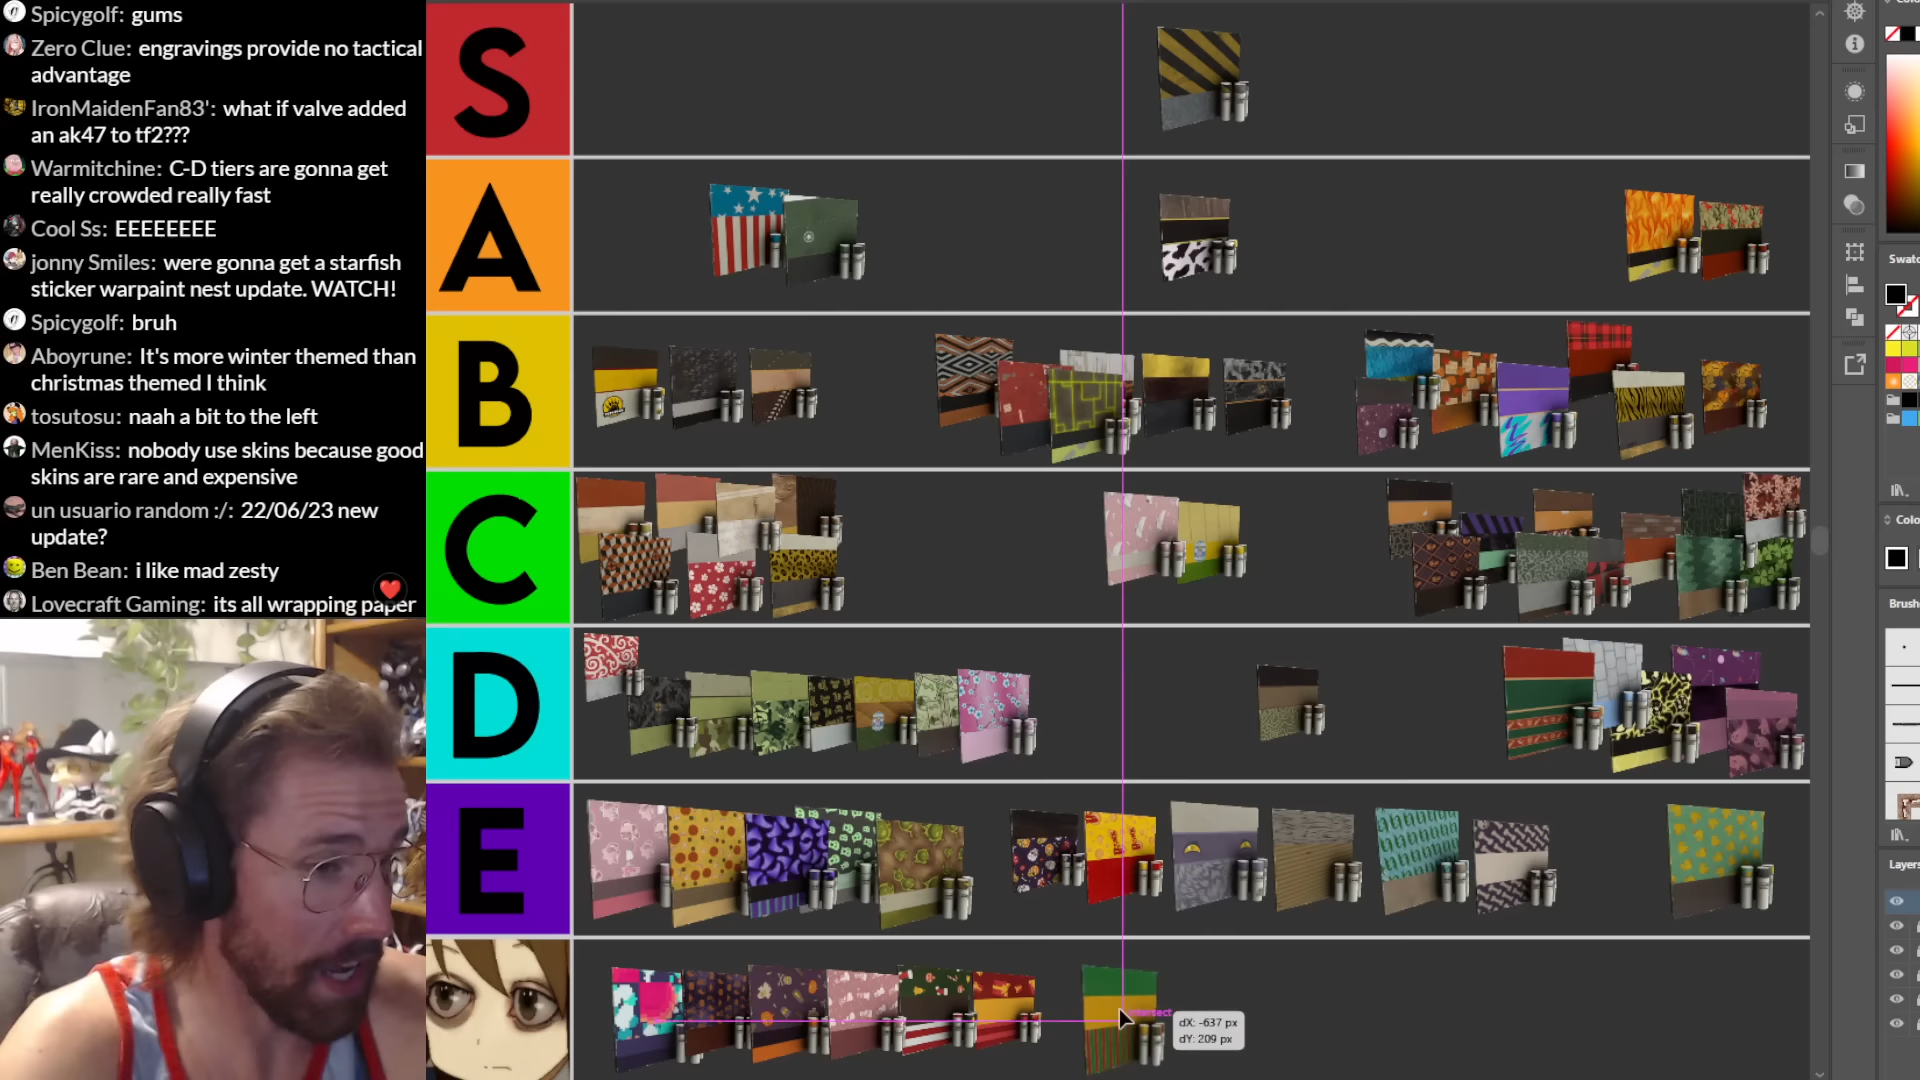 Spicygolf: gums
Zero Clue: engravings provide no tactical
advantage
IronMaidenFan83': what if valve added
an ak47 to tf2???
Warmitchine: C-D tiers are gonna get
really crowded really fast
Cool Ss: EEEEEEEE
jonny Smiles: were gonna get a starfish
sticker warpaint nest update. WATCH!
Spicygolf: bruh
Aboyrune: It's more winter themed than
christmas themed I think
tosutosu: naah a bit to the left
MenKiss: nobody use skins because good
skins are rare and expensive
un usuario random :/: 22/06/23 new
update?
Ben Bean: i like mad zesty
Lovecraft Gaming: its all wrapping paper
S
A
B
C
D
E
intersect
dX: -637 px
dY: 209 px
Swatc
Colo
Brushe
Layers